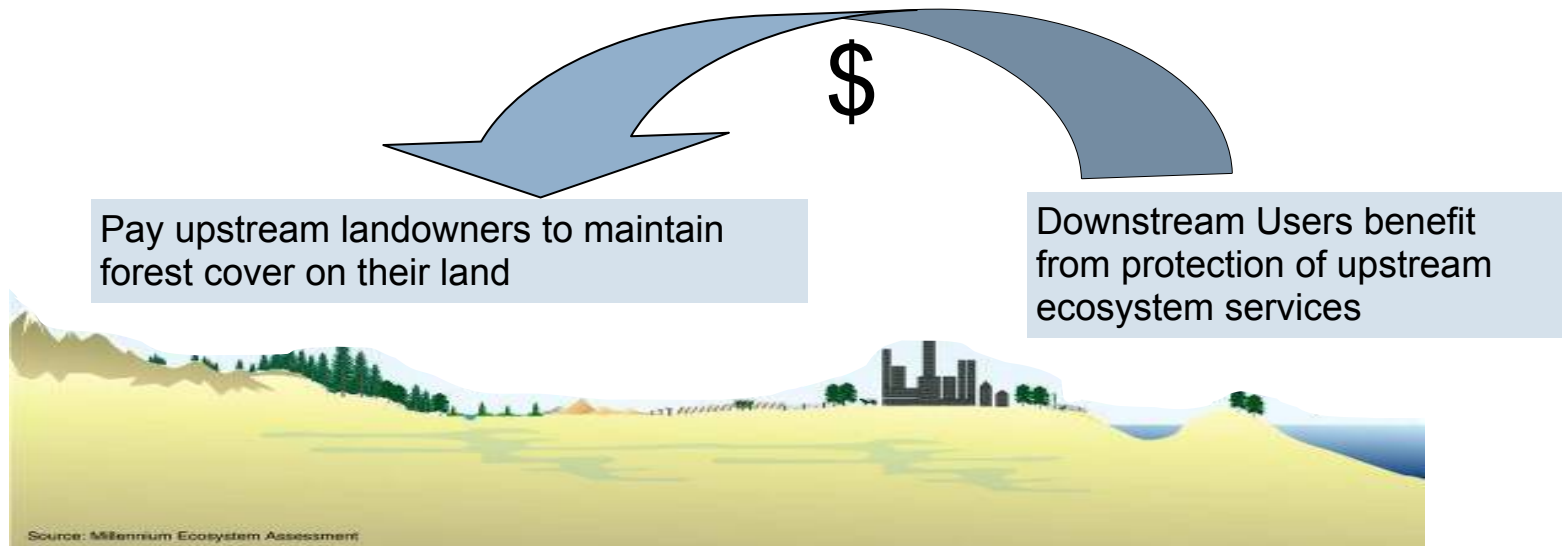 $
Pay upstream landowners to maintain
forest cover on their land
Downstream Users benefit
from protection of upstream
ecosystem services
Source: Millennium Ecosystem Assessment